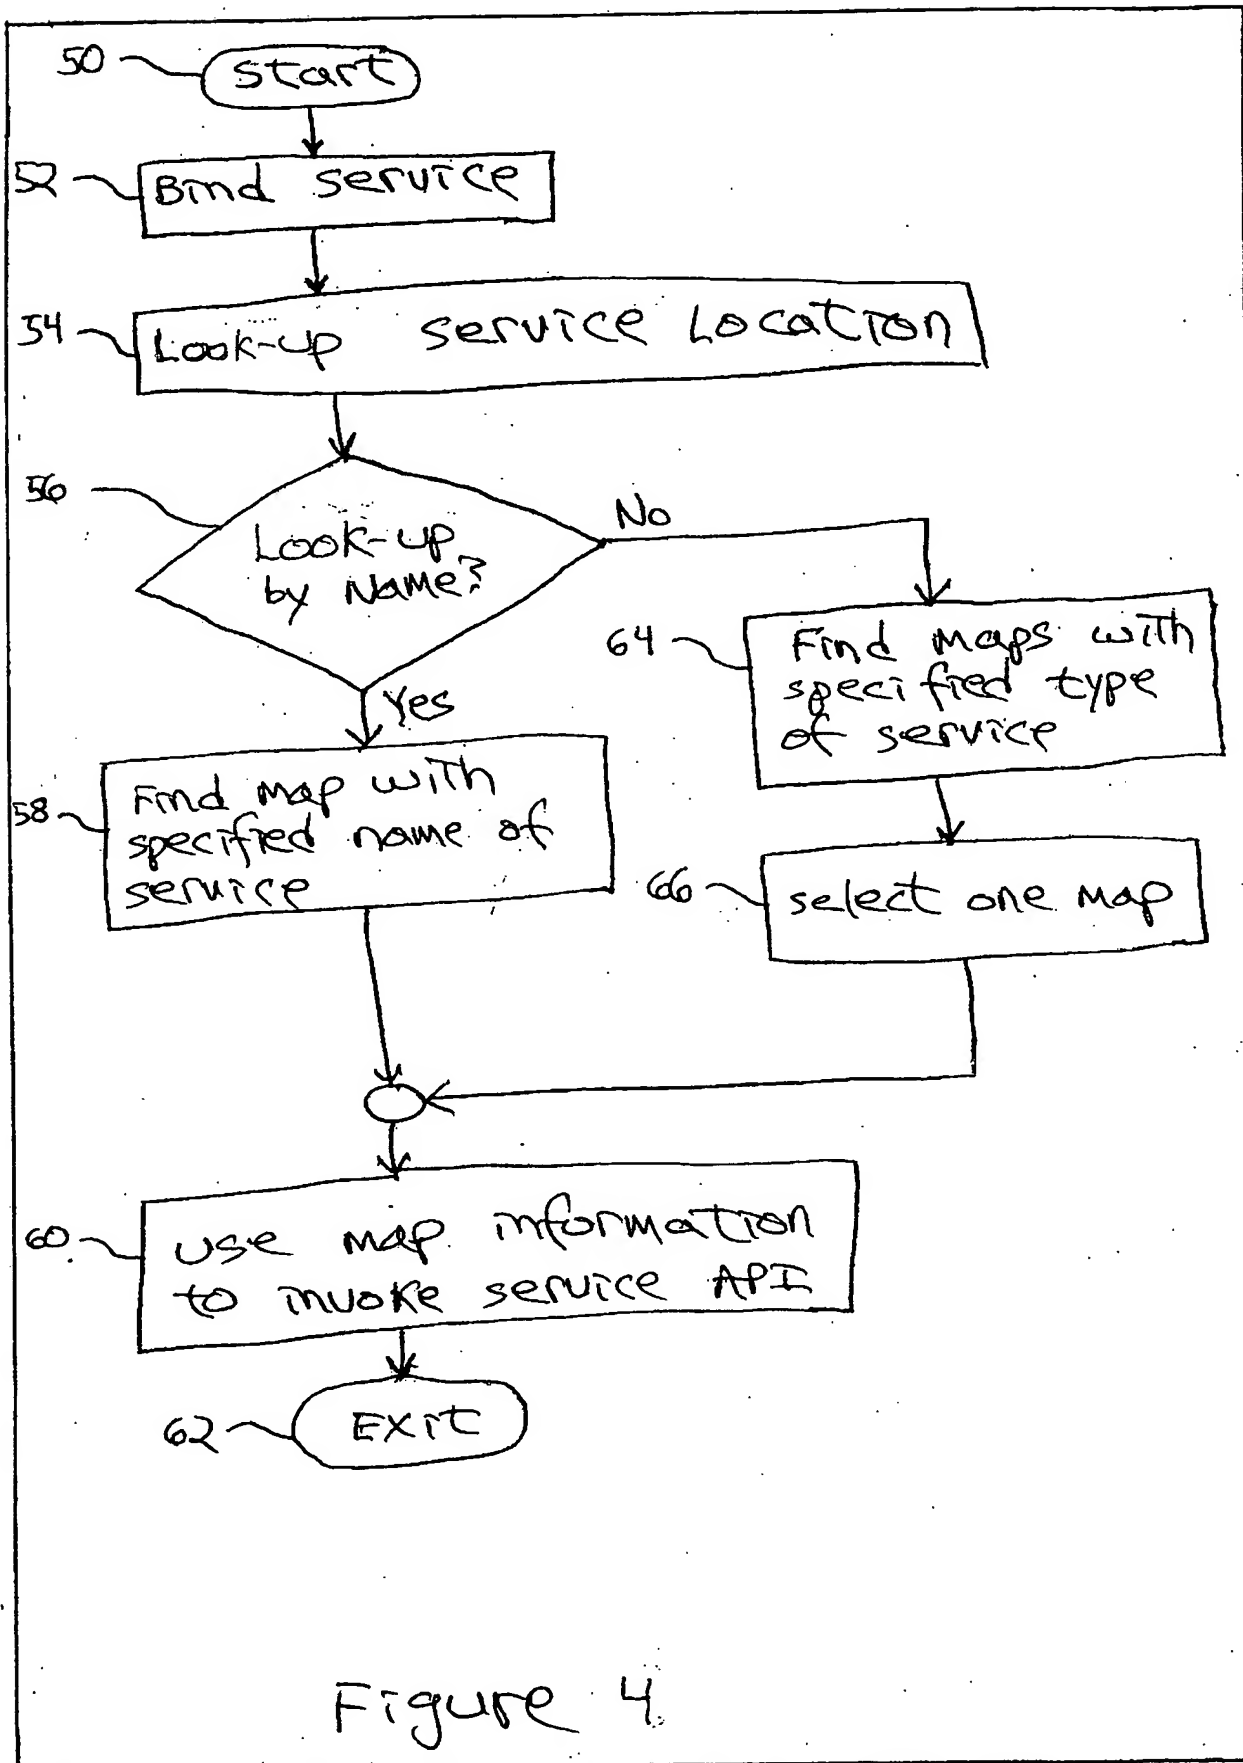 50
Start
52
Bind service
54
Look-up service Location
56
Look-up
by Name?
No
Yes
64
Find maps with
specified type
of service
58
Find map with
specified name of
service
66
select one map
60
use map information
to invoke service API
62
Exit
Figure 4